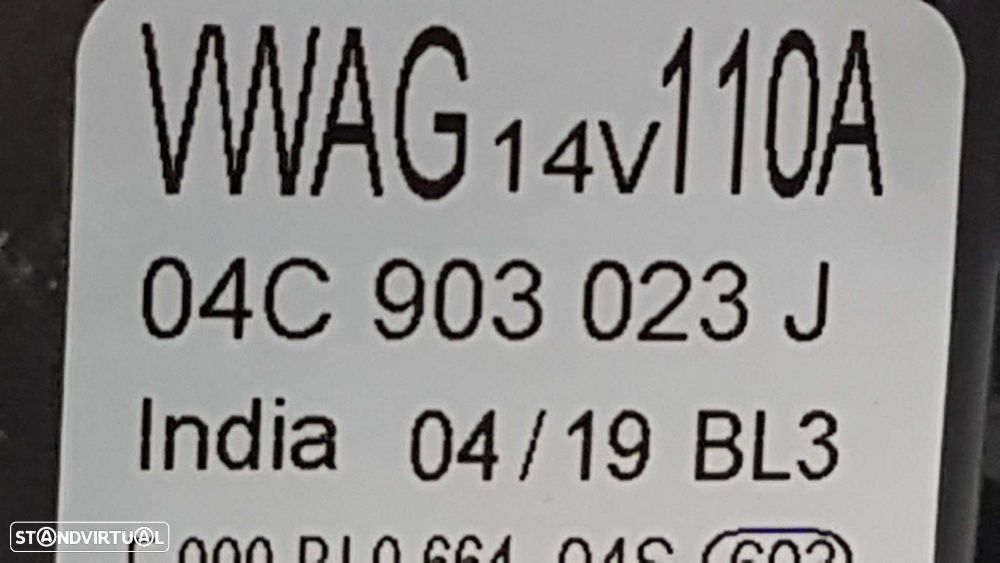 VWAG 14V 110A
04C 903 023 J
India 04/19 BL3
STANDVIRTUAL